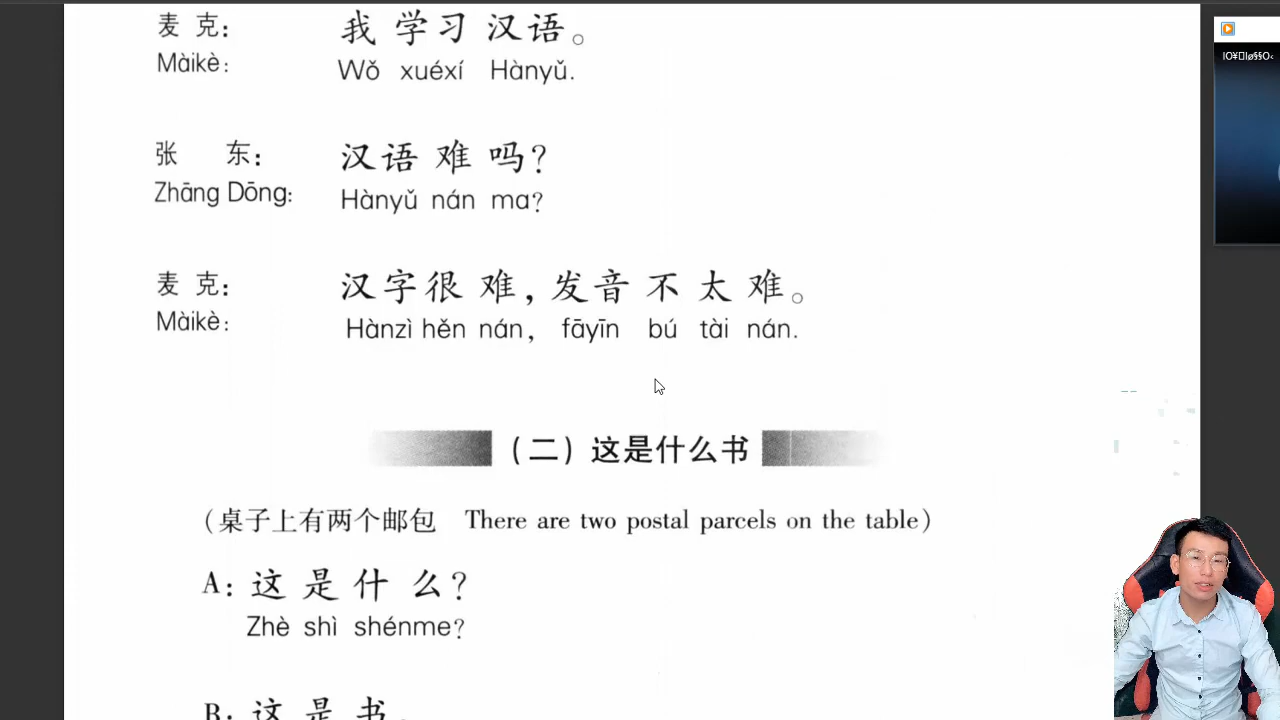 麦 克： 我 学习 汉语。
Màikè: Wǒ xuéxí Hànyǔ.
张 东： 汉语 难 吗？
Zhāng Dōng: Hànyǔ nán ma?
麦 克： 汉字很 难，发音 不 太 难。
Màikè: Hànzì hěn nán, fāyīn bú tài nán.
（二）这是什么书
（桌子上有两个邮包 There are two postal parcels on the table）
A: 这 是 什 么？
Zhè shì shénme?
B: 这 是 书。